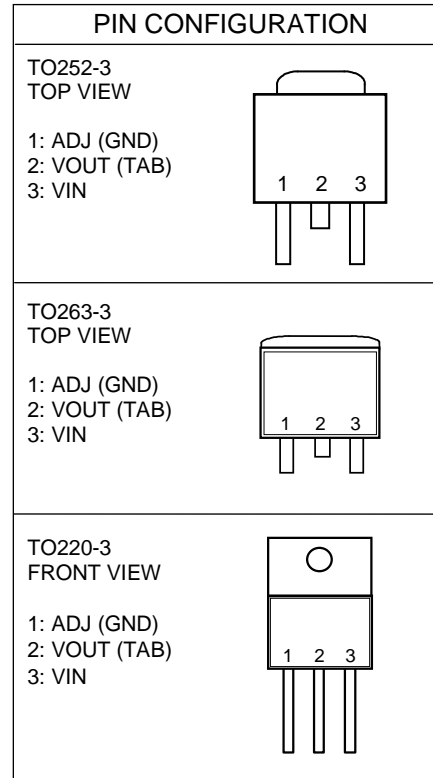 PIN CONFIGURATION
TO252-3
TOP VIEW
1: ADJ (GND)
2: VOUT (TAB)
3: VIN
1 2 3
TO263-3
TOP VIEW
1: ADJ (GND)
2: VOUT (TAB)
3: VIN
1 2 3
TO220-3
FRONT VIEW
1: ADJ (GND)
2: VOUT (TAB)
3: VIN
1 2 3